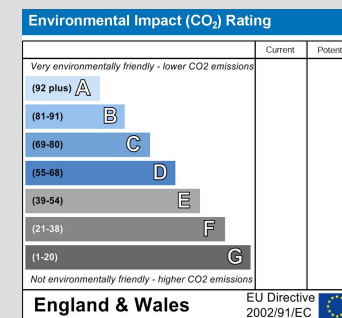 Environmental Impact (CO₂) Rating
Current Potent
Very environmentally friendly - lower CO2 emissions
(92 plus) A
(81-91) B
(69-80) C
(55-68) D
(39-54) E
(21-38) F
(1-20) G
Not environmentally friendly - higher CO2 emissions
England & Wales
EU Directive
2002/91/EC